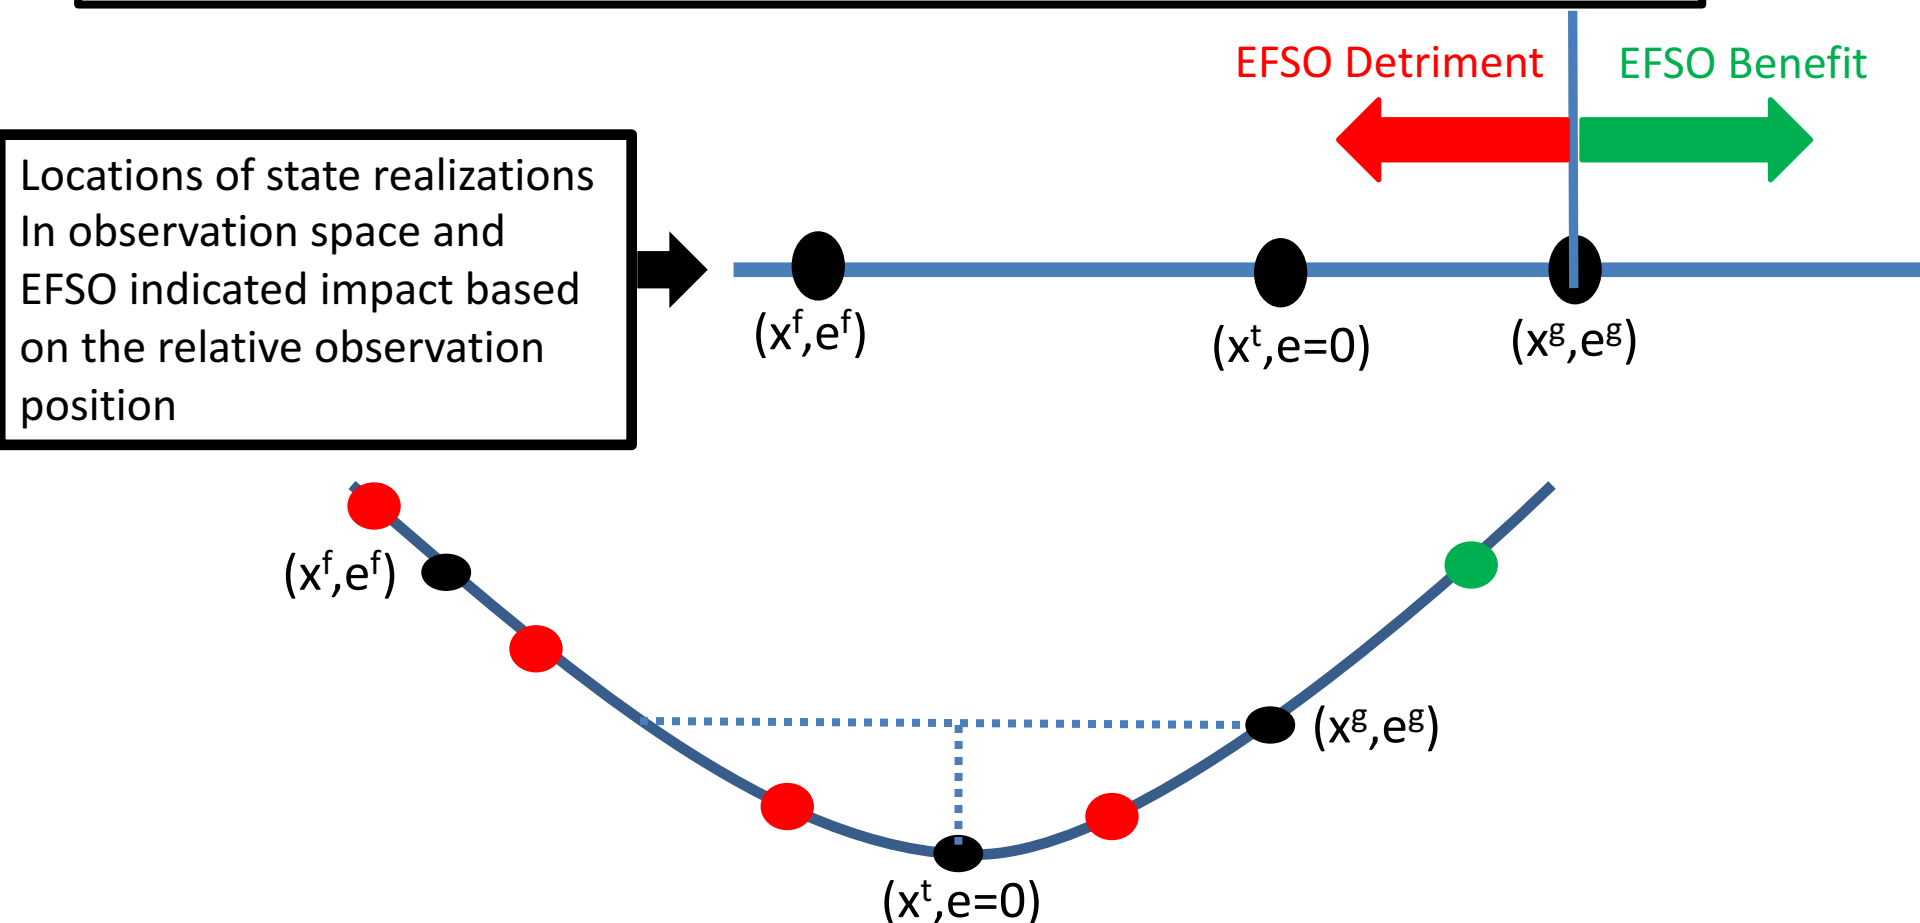 EFSO Detriment EFSO Benefit
Locations of state realizations
In observation space and
EFSO indicated impact based
on the relative observation
position
(xᶠ,eᶠ)
(xᵗ,e=0)
(xᵍ,eᵍ)
(xᶠ,eᶠ)
(xᵍ,eᵍ)
(xᵗ,e=0)